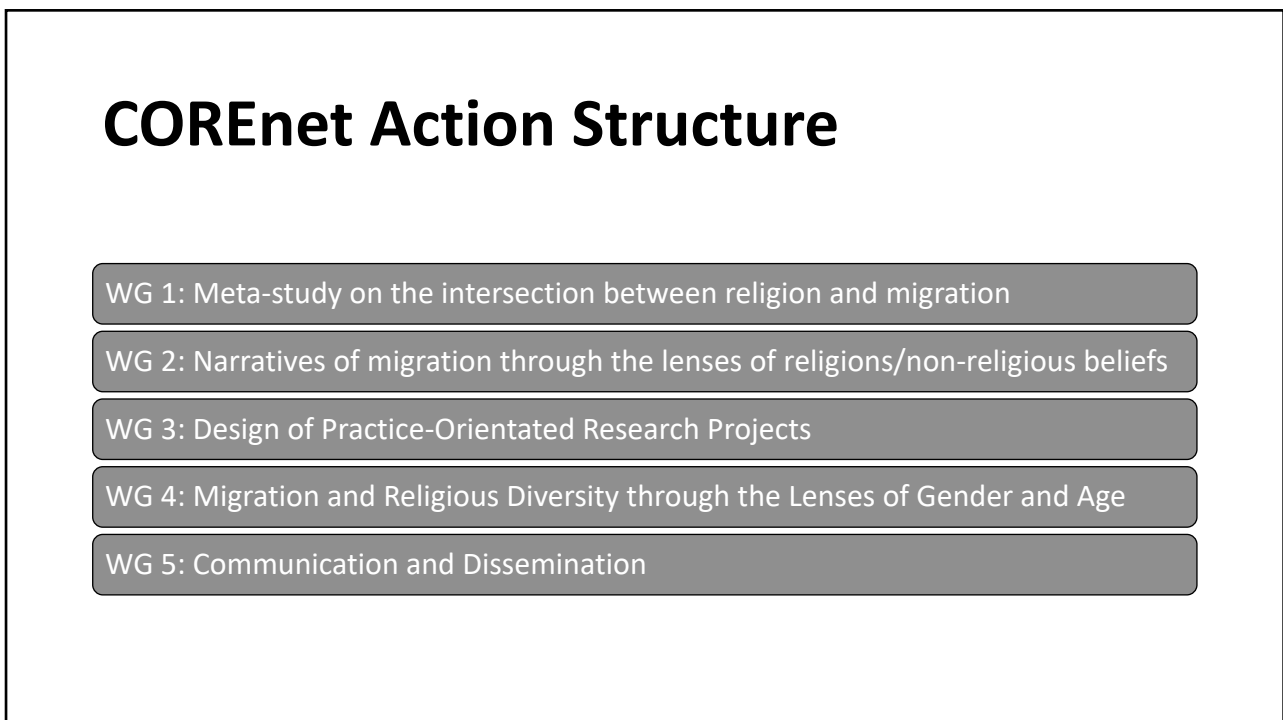 COREnet Action Structure
WG 1: Meta-study on the intersection between religion and migration
WG 2: Narratives of migration through the lenses of religions/non-religious beliefs
WG 3: Design of Practice-Orientated Research Projects
WG 4: Migration and Religious Diversity through the Lenses of Gender and Age
WG 5: Communication and Dissemination